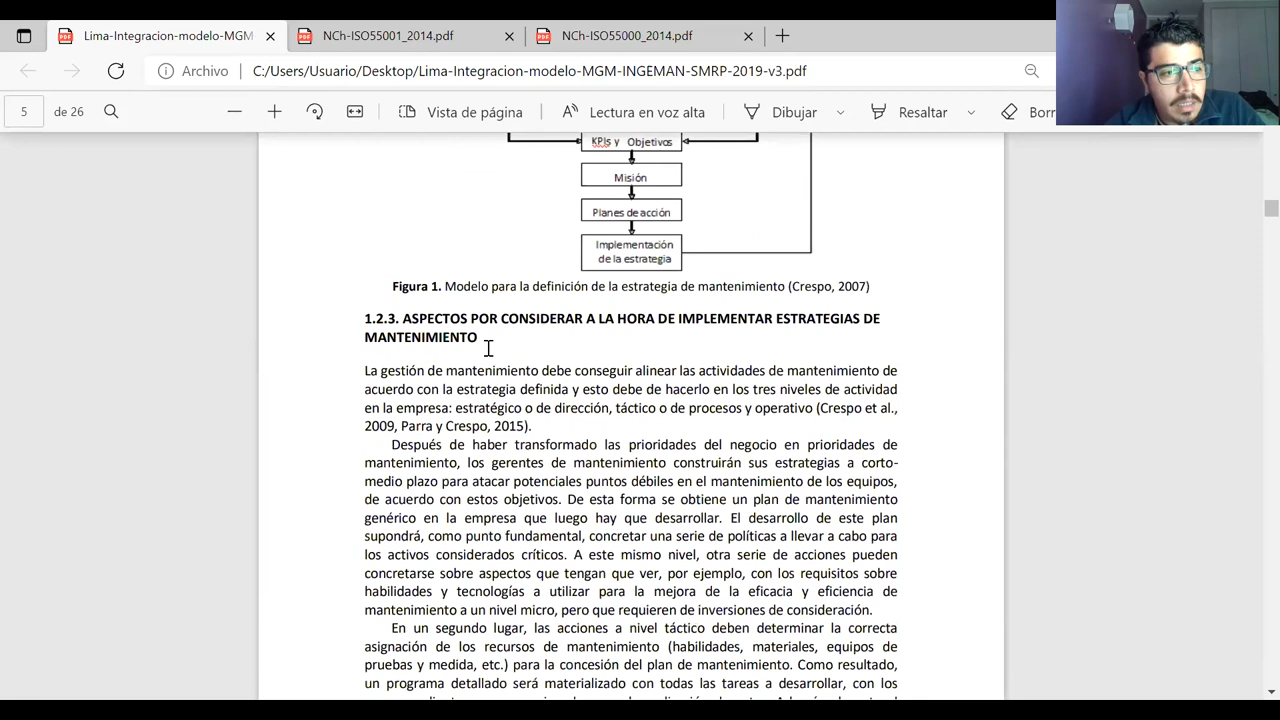 Lima-Integracion-modelo-MGM
NCh-ISO55001_2014.pdf
NCh-ISO55000_2014.pdf
Archivo
C:/Users/Usuario/Desktop/Lima-Integracion-modelo-MGM-INGEMAN-SMRP-2019-v3.pdf
5
de 26
Vista de página
Lectura en voz alta
Dibujar
Resaltar
Borr
KPIs y Objetivos
Misión
Planes de acción
Implementación
de la estrategia
Figura 1. Modelo para la definición de la estrategia de mantenimiento (Crespo, 2007)
1.2.3. ASPECTOS POR CONSIDERAR A LA HORA DE IMPLEMENTAR ESTRATEGIAS DE
MANTENIMIENTO
La gestión de mantenimiento debe conseguir alinear las actividades de mantenimiento de
acuerdo con la estrategia definida y esto debe de hacerlo en los tres niveles de actividad
en la empresa: estratégico o de dirección, táctico o de procesos y operativo (Crespo et al.,
2009, Parra y Crespo, 2015).
Después de haber transformado las prioridades del negocio en prioridades de
mantenimiento, los gerentes de mantenimiento construirán sus estrategias a corto-
medio plazo para atacar potenciales puntos débiles en el mantenimiento de los equipos,
de acuerdo con estos objetivos. De esta forma se obtiene un plan de mantenimiento
genérico en la empresa que luego hay que desarrollar. El desarrollo de este plan
supondrá, como punto fundamental, concretar una serie de políticas a llevar a cabo para
los activos considerados críticos. A este mismo nivel, otra serie de acciones pueden
concretarse sobre aspectos que tengan que ver, por ejemplo, con los requisitos sobre
habilidades y tecnologías a utilizar para la mejora de la eficacia y eficiencia de
mantenimiento a un nivel micro, pero que requieren de inversiones de consideración.
En un segundo lugar, las acciones a nivel táctico deben determinar la correcta
asignación de los recursos de mantenimiento (habilidades, materiales, equipos de
pruebas y medida, etc.) para la concesión del plan de mantenimiento. Como resultado,
un programa detallado será materializado con todas las tareas a desarrollar, con los